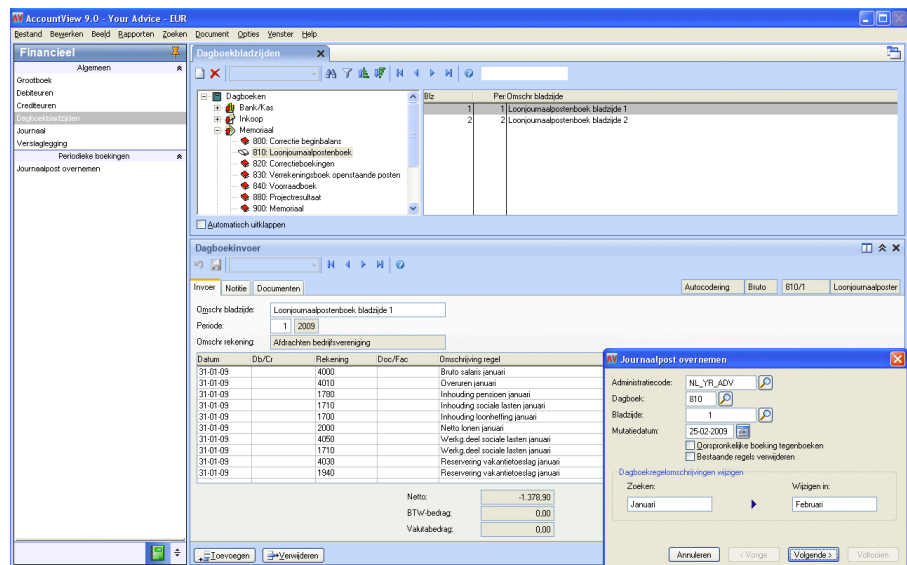 AccountView 9.0 - Your Advice - EUR
Bestand Bewerken Beeld Rapporten Zoeken Document Opties Venster Help
Financieel
Algemeen
Grootboek
Debiteuren
Crediteuren
Dagboekbladzijden
Journaal
Verslaglegging
Periodieke boekingen
Journaalpost overnemen
Dagboekbladzijden
Dagboeken
Bank/Kas
Inkoop
Memoriaal
800: Correctie beginbalans
810: Loonjournaalpostenboek
820: Correctieboekingen
830: Verrekeningsboek openstaande posten
840: Voorraadboek
880: Projectresultaat
900: Memoriaal
Automatisch uitklappen
Blz Per Omschr bladzijde
1 1 Loonjournaalpostenboek bladzijde 1
2 2 Loonjournaalpostenboek bladzijde 2
Dagboekinvoer
Invoer Notitie Documenten
Autocodering Bruto 810/1 Loonjournaalposter
Omschr bladzijde: Loonjournaalpostenboek bladzijde 1
Periode: 1 2009
Omschr rekening: Afdrachten bedrijfsvereniging
Datum Db/Cr Rekening Doc/Fac Omschrijving regel
31-01-09 4000 Bruto salaris januari
31-01-09 4010 Overuren januari
31-01-09 1780 Inhouding pensioen januari
31-01-09 1710 Inhouding sociale lasten januari
31-01-09 1700 Inhouding loonheffing januari
31-01-09 2000 Netto lonen januari
31-01-09 4050 Werkg.deel sociale lasten januari
31-01-09 1710 Werkg.deel sociale lasten januari
31-01-09 4030 Reservering vakantietoeslag januari
31-01-09 1940 Reservering vakantietoeslag januari
Netto: -1.378,90
BTW-bedrag: 0,00
Valutabedrag: 0,00
Toevoegen Verwijderen
Journaalpost overnemen
Administratiecode: NL_YR_ADV
Dagboek: 810
Bladzijde: 1
Mutatiedatum: 25-02-2009
Oorspronkelijke boeking tegenboeken
Bestaande regels verwijderen
Dagboekregelomschrijvingen wijzigen
Zoeken: Wijzigen in:
Januari Februari
Annuleren < Vorige Volgende > Voltooien